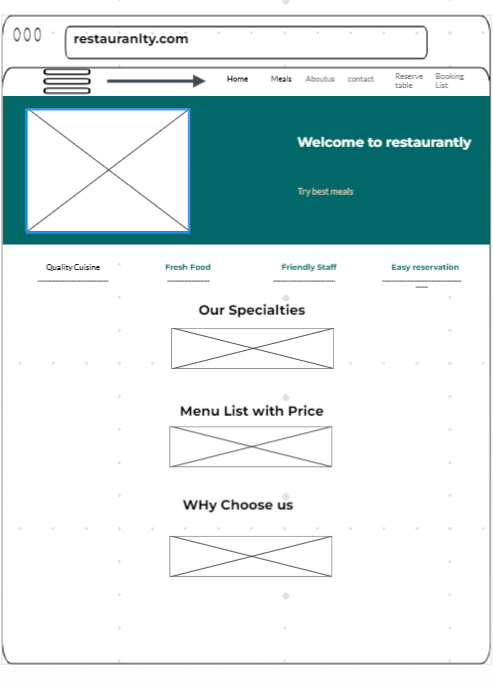 restauranlty.com
Home Meals Aboutus contact Reserve table Booking List
Welcome to restaurantly
Try best meals
Quality Cuisine Fresh Food Friendly Staff Easy reservation
Our Specialties
Menu List with Price
WHy Choose us